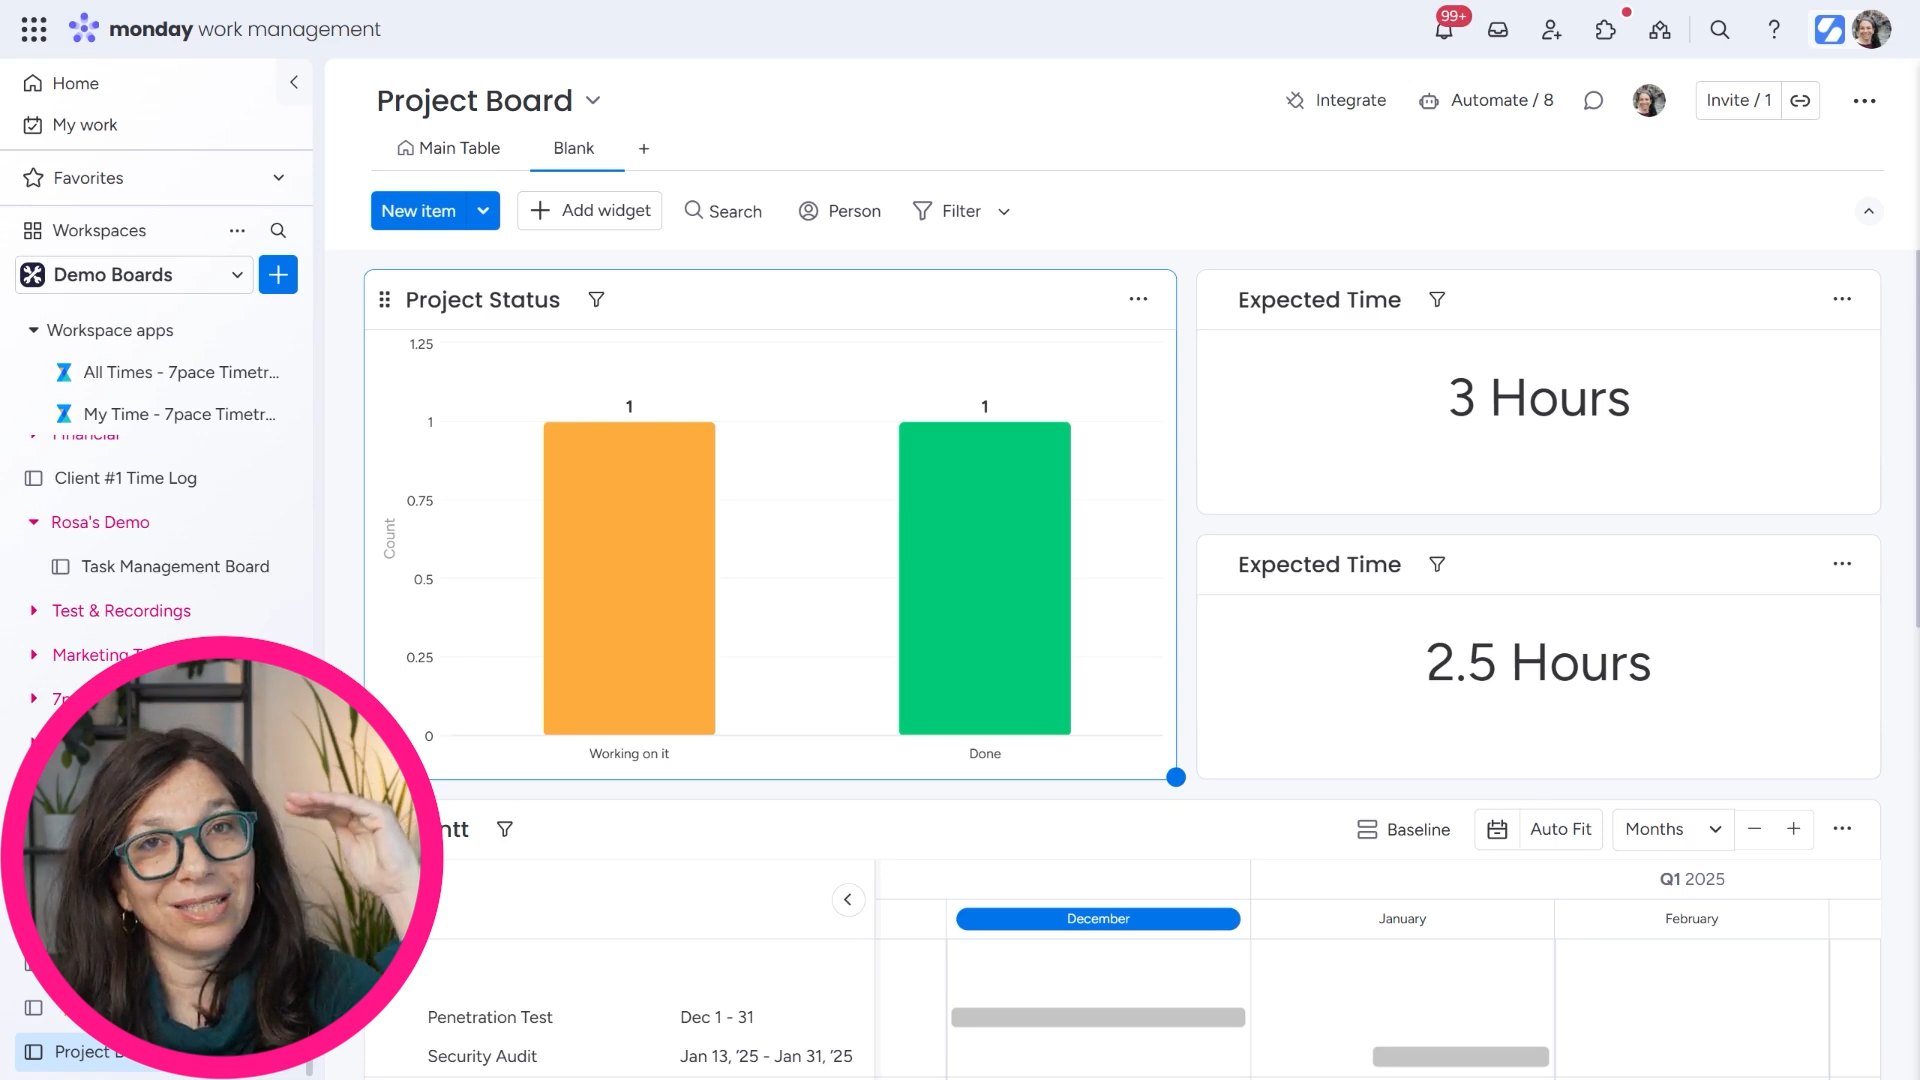 monday work management
99+
Home
My work
Favorites
Workspaces
Demo Boards
Workspace apps
All Times - 7pace Timetr...
My Time - 7pace Timetr...
Financial
Client #1 Time Log
Rosa's Demo
Task Management Board
Test & Recordings
Marketing
Project
Project Board
Integrate
Automate / 8
Invite / 1
Main Table
Blank
New item
Add widget
Search
Person
Filter
Project Status
1.25
1
0.75
0.5
0.25
0
Count
1
1
Working on it
Done
Expected Time
3 Hours
Expected Time
2.5 Hours
ntt
Baseline
Auto Fit
Months
Q1 2025
December
January
February
Penetration Test
Dec 1 - 31
Security Audit
Jan 13, '25 - Jan 31, '25